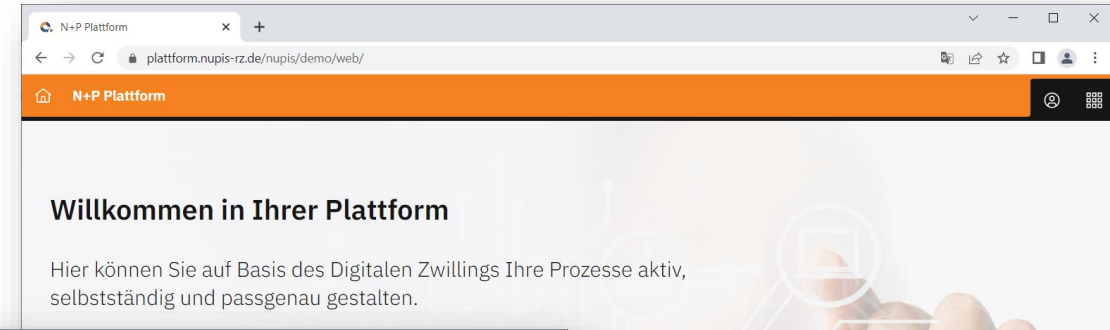 N+P Plattform
plattform.nupis-rz.de/nupis/demo/web/
N+P Plattform
Willkommen in Ihrer Plattform
Hier können Sie auf Basis des Digitalen Zwillings Ihre Prozesse aktiv,
selbstständig und passgenau gestalten.